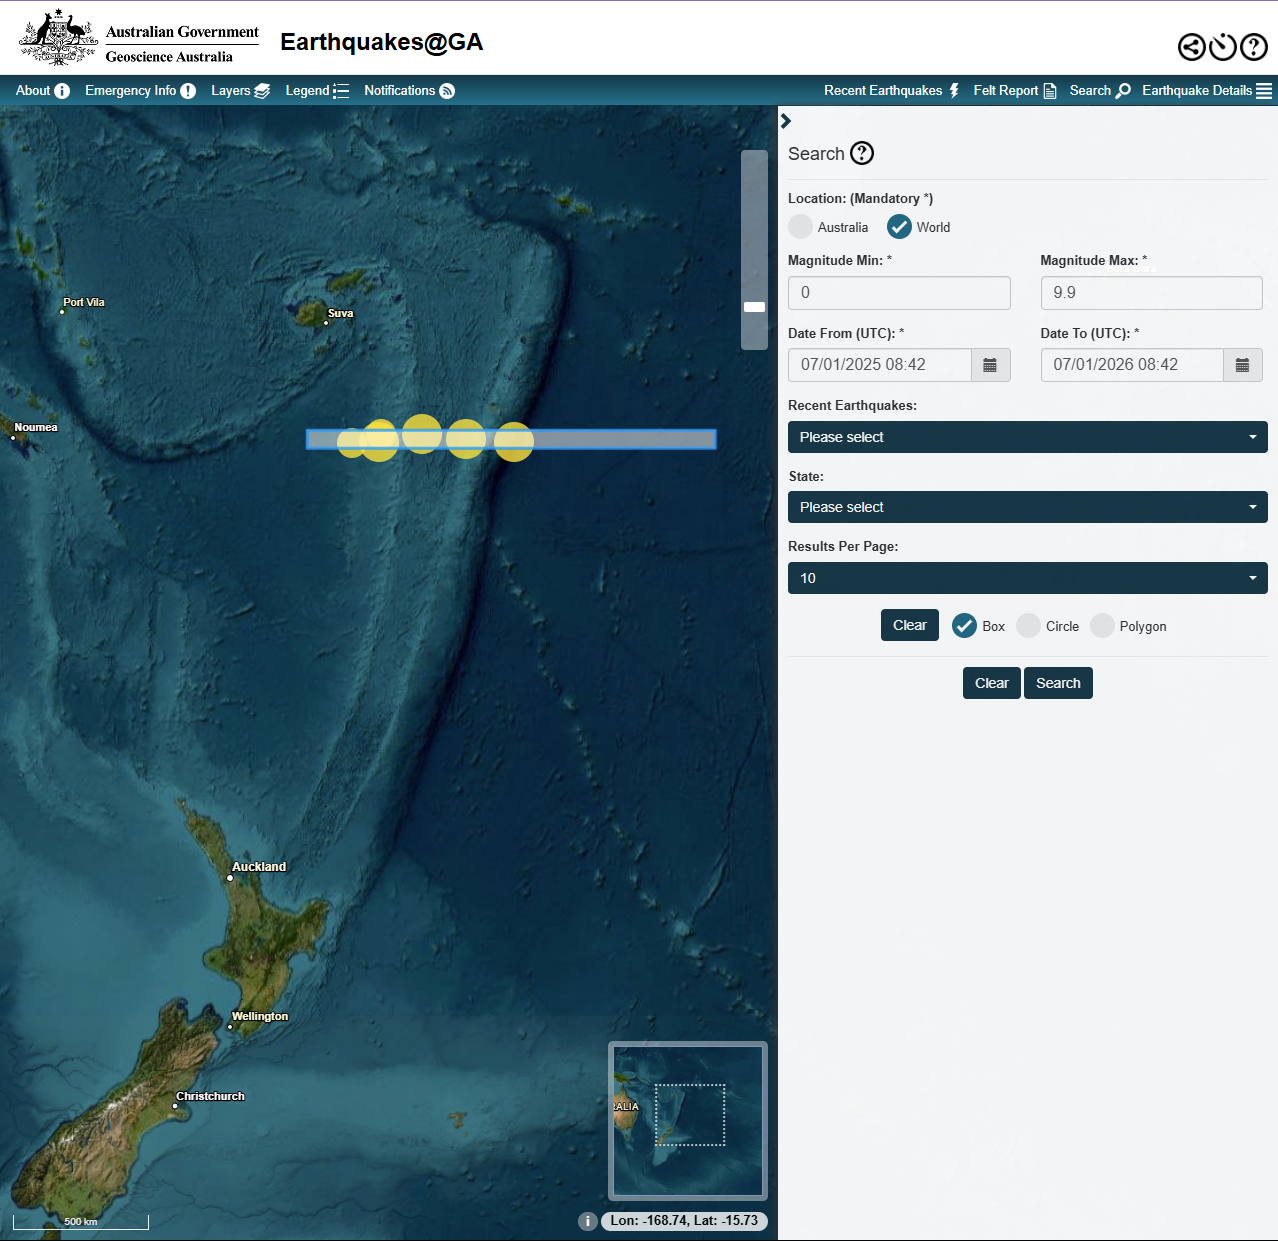 Australian Government
Geoscience Australia
Earthquakes@GA
About
Emergency Info
Layers
Legend
Notifications
Recent Earthquakes
Felt Report
Search
Earthquake Details
Port Vila
Suva
Noumea
Auckland
Wellington
Christchurch
RALIA
500 km
i
Lon: -168.74, Lat: -15.73
Search
Location: (Mandatory *)
Australia
World
Magnitude Min: *
Magnitude Max: *
0
9.9
Date From (UTC): *
Date To (UTC): *
07/01/2025 08:42
07/01/2026 08:42
Recent Earthquakes:
Please select
State:
Please select
Results Per Page:
10
Clear
Box
Circle
Polygon
Clear
Search